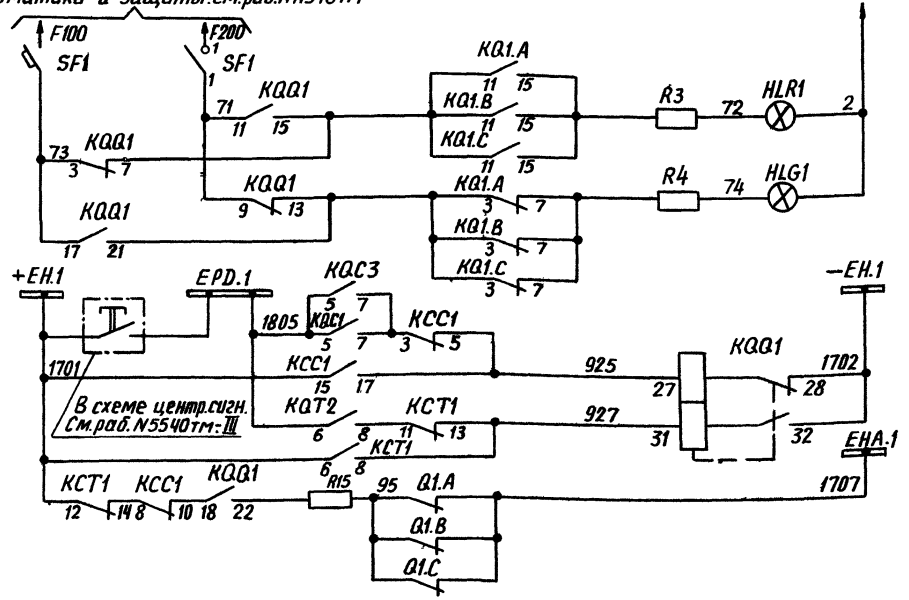 F100
F200
SF1
1
SF1
1
KQ1.A
11 15
71 KQQ1
11 15
KQ1.B
11 15
KQ1.C
11 15
R3 72 HLR1 2
73 KQQ1
3 7
KQQ1
9 13
KQ1.A
3 7
R4 74 HLG1
KQQ1
17 21
KQ1.B
3 7
KQ1.C
3 7
+EH.1 EPD.1 -EH.1
KQC3
5 7
1805 KQC1
5 7
KCC1
3 5
1701
KCC1
15 17
925
KQQ1
27 28
1702
В схеме центр.сигн.
См.раб.N5540тм-III
KQT2
6 8
KCT1
11 13
927
31 32
KCT1
6 8
EHA.1
KCT1 KCC1 KQQ1
12 14 8 10 18 22
R15
95 Q1.A
1707
Q1.B
Q1.C